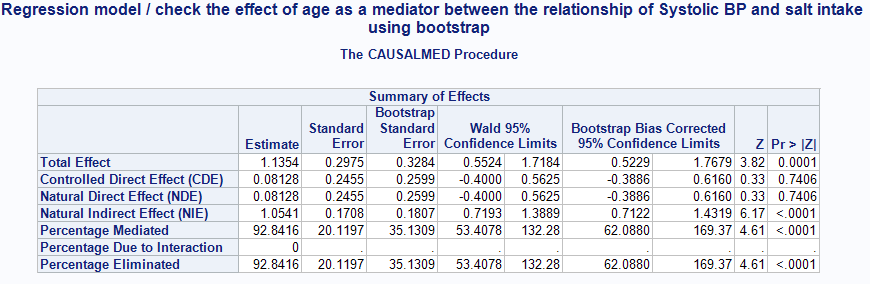 Regression model / check the effect of age as a mediator between the relationship of Systolic BP and salt intake
using bootstrap
The CAUSALMED Procedure
Summary of Effects
Estimate Standard Error Bootstrap Standard Error Wald 95% Confidence Limits Bootstrap Bias Corrected 95% Confidence Limits Z Pr > |Z|
Total Effect 1.1354 0.2975 0.3284 0.5524 1.7184 0.5229 1.7679 3.82 0.0001
Controlled Direct Effect (CDE) 0.08128 0.2455 0.2599 -0.4000 0.5625 -0.3886 0.6160 0.33 0.7406
Natural Direct Effect (NDE) 0.08128 0.2455 0.2599 -0.4000 0.5625 -0.3886 0.6160 0.33 0.7406
Natural Indirect Effect (NIE) 1.0541 0.1708 0.1807 0.7193 1.3889 0.7122 1.4319 6.17 <.0001
Percentage Mediated 92.8416 20.1197 35.1309 53.4078 132.28 62.0880 169.37 4.61 <.0001
Percentage Due to Interaction 0 . . . . . . . .
Percentage Eliminated 92.8416 20.1197 35.1309 53.4078 132.28 62.0880 169.37 4.61 <.0001